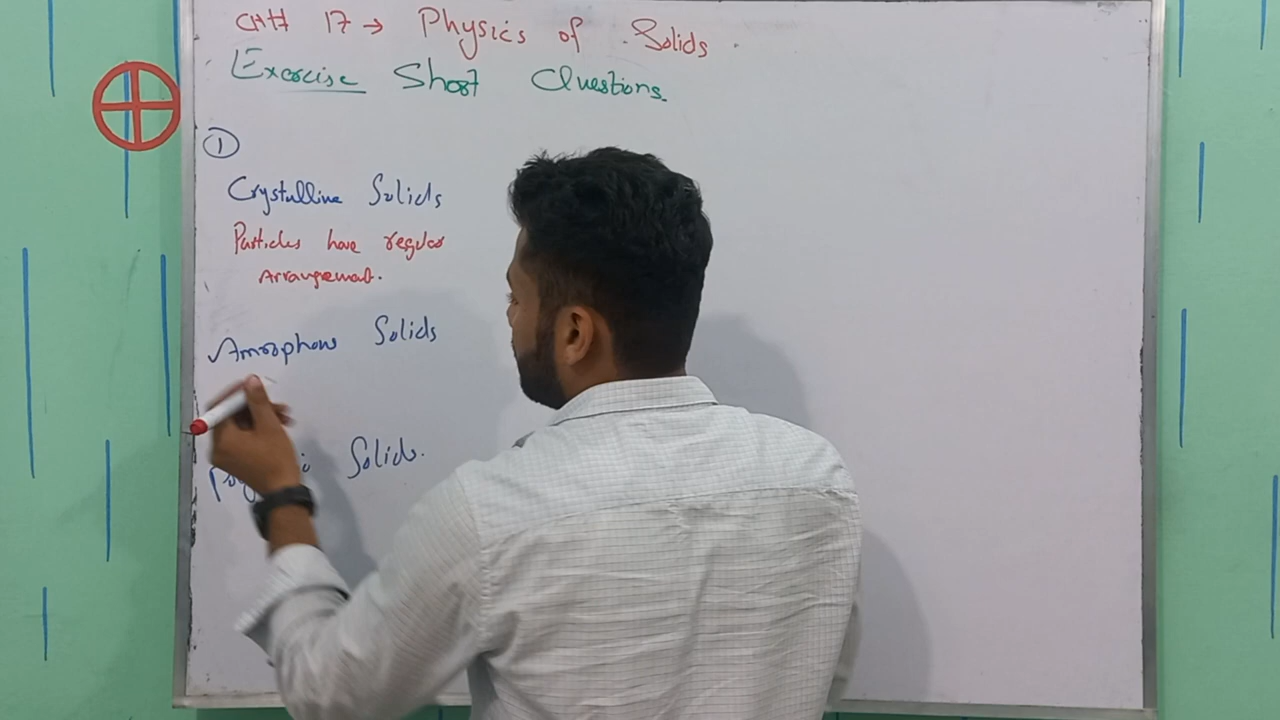 CH# 17 → Physics of Solids
Exercise Short Questions.
①
Crystalline Solids
Particles have regular
Arrangement.
Amorphous Solids
Solids.